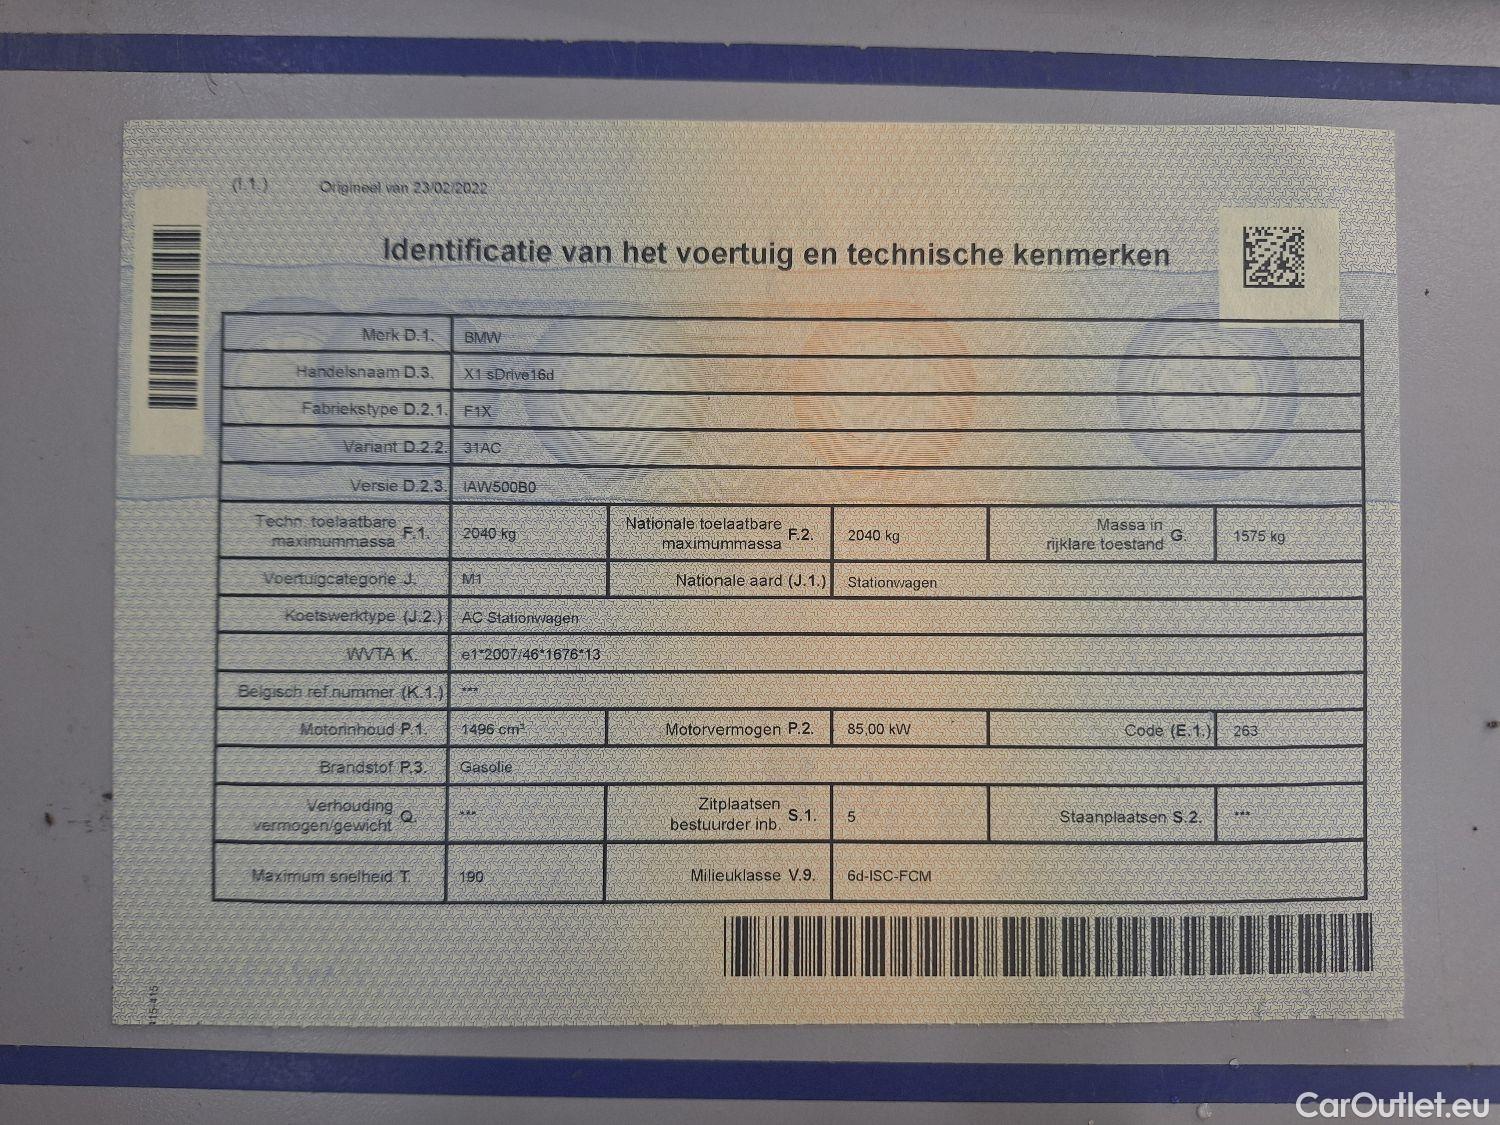 (I.1.) Origineel van 23/02/2022
Identificatie van het voertuig en technische kenmerken
Merk D.1. BMW
Handelsnaam D.3. X1 sDrive16d
Fabriekstype D.2.1. F1X
Variant D.2.2. 31AC
Versie D.2.3. IAW500B0
Techn. toelaatbare maximummassa F.1. 2040 kg Nationale toelaatbare maximummassa F.2. 2040 kg Massa in rijklare toestand G. 1575 kg
Voertuigcategorie J. M1 Nationale aard (J.1.) Stationwagen
Koetswerktype (J.2.) AC Stationwagen
WVTA K. e1*2007/46*1676*13
Belgisch ref.nummer (K.1.) ***
Motorinhoud P.1. 1496 cm³ Motorvermogen P.2. 85,00 kW Code (E.1.) 263
Brandstof P.3. Gasolie
Verhouding vermogen/gewicht Q. *** Zitplaatsen bestuurder inb. S.1. 5 Staanplaatsen S.2. ***
Maximum snelheid T. 190 Milieuklasse V.9. 6d-ISC-FCM
CarOutlet.eu